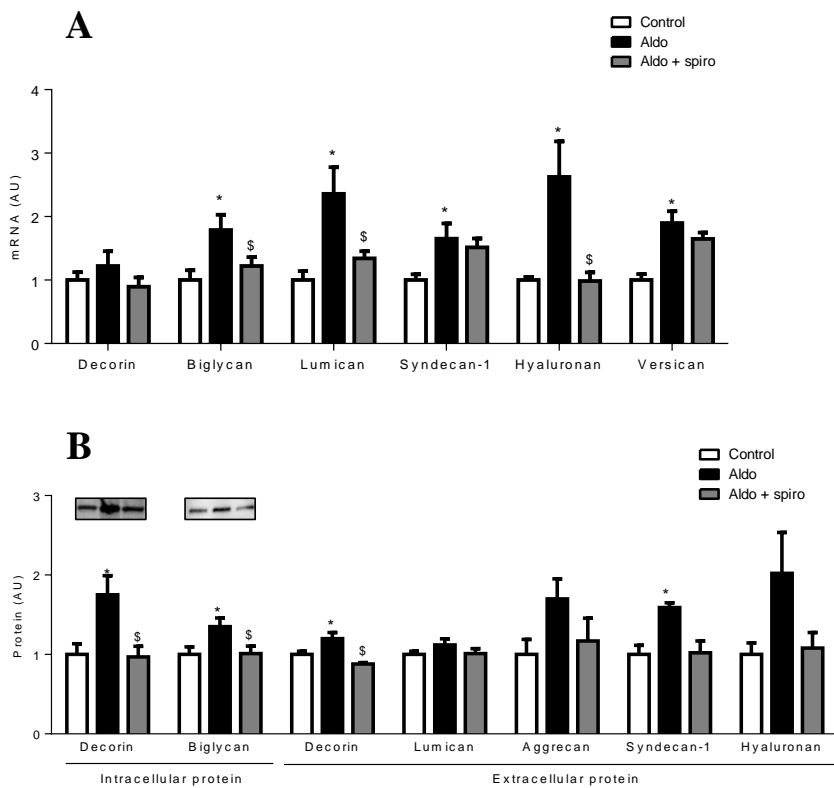 A
Control
Aldo
Aldo + spiro
4
3
2
1
0
mRNA (AU)
*
*
$
*
$
*
*
$
*
Decorin Biglycan Lumican Syndecan-1 Hyaluronan Versican
B
Control
Aldo
Aldo + spiro
3
2
1
0
Protein (AU)
*
$
*
$
*
$
*
Decorin Biglycan Decorin Lumican Aggrecan Syndecan-1 Hyaluronan
Intracellular protein Extracellular protein